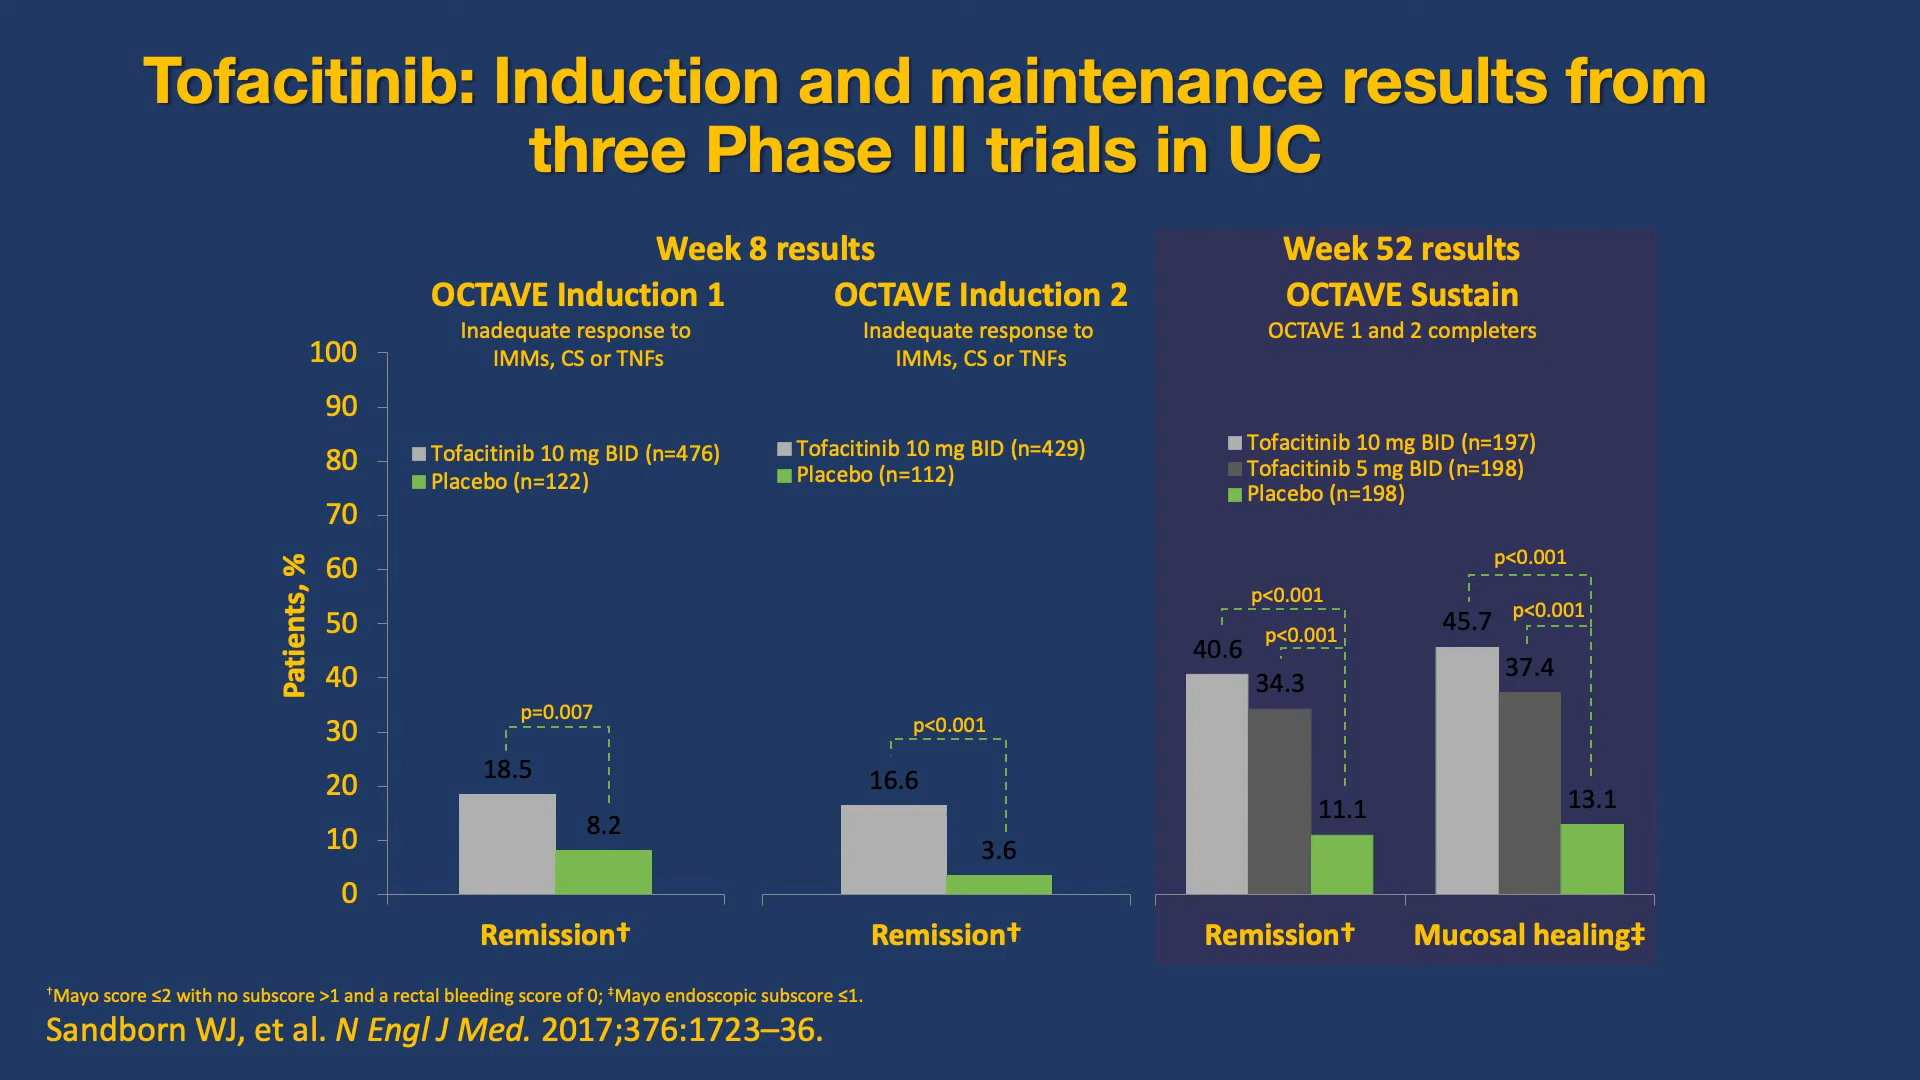 Tofacitinib: Induction and maintenance results from
three Phase III trials in UC
Week 8 results
OCTAVE Induction 1
Inadequate response to
IMMs, CS or TNFs
OCTAVE Induction 2
Inadequate response to
IMMs, CS or TNFs
Week 52 results
OCTAVE Sustain
OCTAVE 1 and 2 completers
Patients, %
100
90
80
70
60
50
40
30
20
10
0
Tofacitinib 10 mg BID (n=476)
Placebo (n=122)
p=0.007
18.5
8.2
Remission†
Tofacitinib 10 mg BID (n=429)
Placebo (n=112)
p<0.001
16.6
3.6
Remission†
Tofacitinib 10 mg BID (n=197)
Tofacitinib 5 mg BID (n=198)
Placebo (n=198)
p<0.001
p<0.001
40.6
34.3
11.1
Remission†
p<0.001
p<0.001
45.7
37.4
13.1
Mucosal healing‡
†Mayo score ≤2 with no subscore >1 and a rectal bleeding score of 0; ‡Mayo endoscopic subscore ≤1.
Sandborn WJ, et al. N Engl J Med. 2017;376:1723–36.